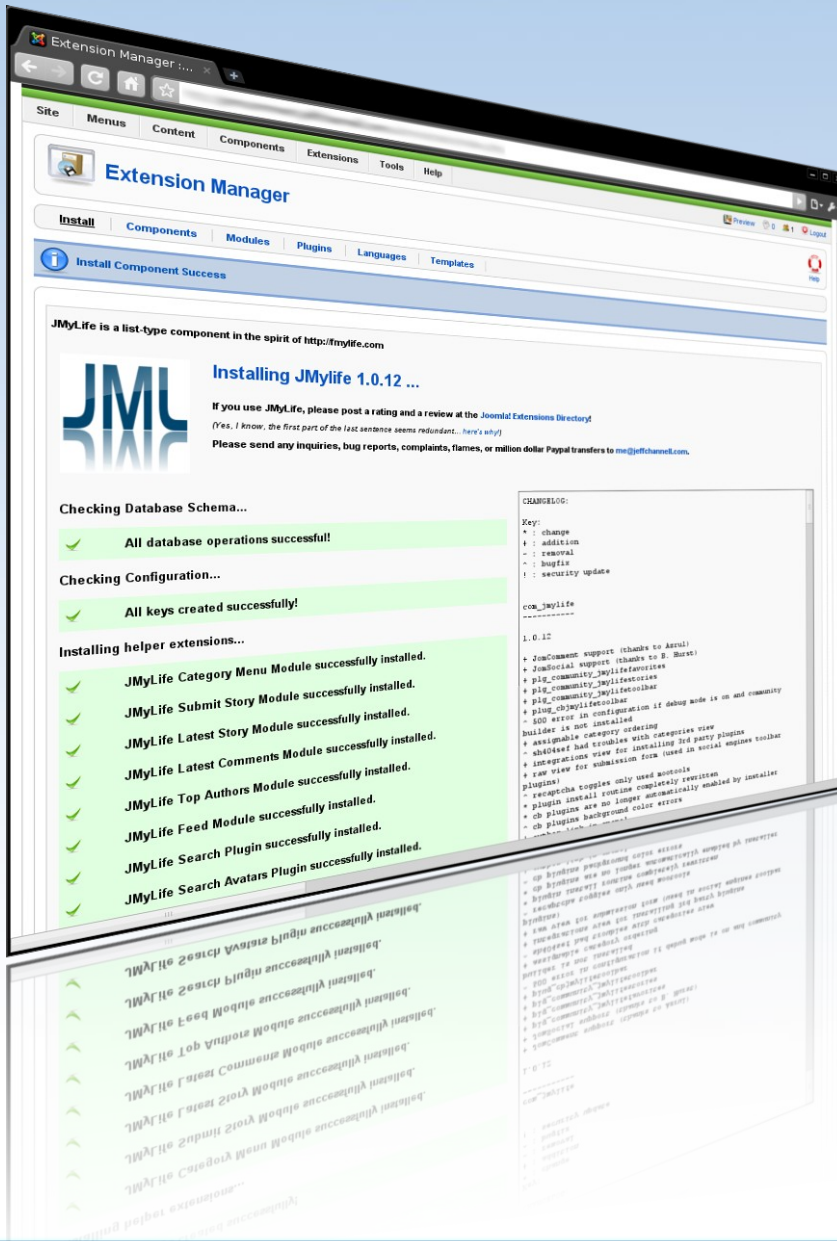 Extension Manager :...
Site Menus Content Components Extensions Tools Help
Extension Manager
Preview 0 1 Logout
Help
Install Components Modules Plugins Languages Templates
Install Component Success
JMyLife is a list-type component in the spirit of http://fmylife.com
JML
Installing JMylife 1.0.12 ...
If you use JMyLife, please post a rating and a review at the Joomla! Extensions Directory!
(Yes, I know, the first part of the last sentence seems redundant... here's why!)
Please send any inquiries, bug reports, complaints, flames, or million dollar Paypal transfers to me@jeffchannell.com.
Checking Database Schema...
All database operations successful!
Checking Configuration...
All keys created successfully!
Installing helper extensions...
JMyLife Category Menu Module successfully installed.
JMyLife Submit Story Module successfully installed.
JMyLife Latest Story Module successfully installed.
JMyLife Latest Comments Module successfully installed.
JMyLife Top Authors Module successfully installed.
JMyLife Feed Module successfully installed.
JMyLife Search Plugin successfully installed.
JMyLife Search Avatars Plugin successfully installed.
CHANGELOG:
Key:
* : change
+ : addition
- : removal
^ : bugfix
! : security update
com_jmylife
-----------
1.0.12
+ JomComment support (thanks to Azrul)
+ JomSocial support (thanks to B. Hurst)
+ plg_community_jmylifefavorites
+ plg_community_jmylifestories
+ plg_community_jmylifetoolbar
+ plug_cbjmylifetoolbar
^ 500 error in configuration if debug mode is on and community
builder is not installed
+ assignable category ordering
^ sh404sef had troubles with categories view
+ integrations view for installing 3rd party plugins
+ raw view for submission form (used in social engines toolbar
plugins)
^ recaptcha toggles only used mootools
* plugin install routine completely rewritten
* cb plugins are no longer automatically enabled by installer
^ cb plugins background color errors